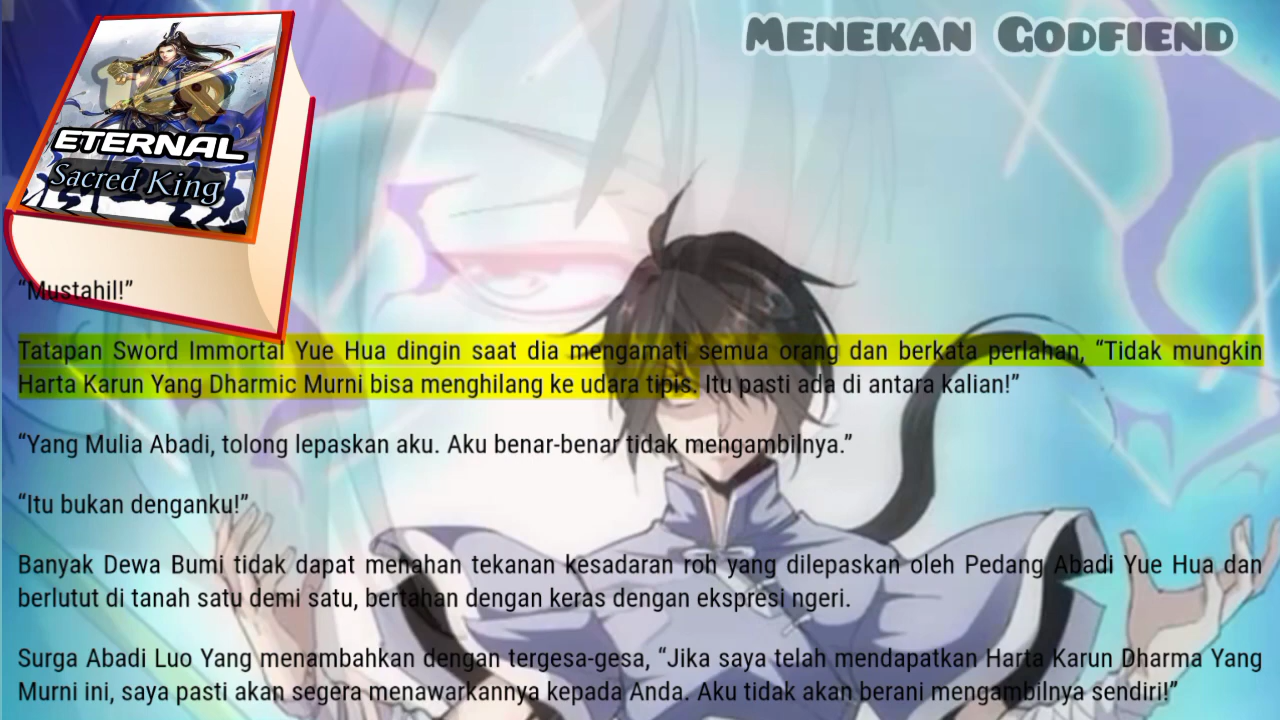 MENEKAN GODFIEND
ETERNAL
Sacred King
“Mustahil!”
Tatapan Sword Immortal Yue Hua dingin saat dia mengamati semua orang dan berkata perlahan, “Tidak mungkin
Harta Karun Yang Dharmic Murni bisa menghilang ke udara tipis. Itu pasti ada di antara kalian!”
“Yang Mulia Abadi, tolong lepaskan aku. Aku benar-benar tidak mengambilnya.”
“Itu bukan denganku!”
Banyak Dewa Bumi tidak dapat menahan tekanan kesadaran roh yang dilepaskan oleh Pedang Abadi Yue Hua dan
berlutut di tanah satu demi satu, bertahan dengan keras dengan ekspresi ngeri.
Surga Abadi Luo Yang menambahkan dengan tergesa-gesa, “Jika saya telah mendapatkan Harta Karun Dharma Yang
Murni ini, saya pasti akan segera menawarkannya kepada Anda. Aku tidak akan berani mengambilnya sendiri!”